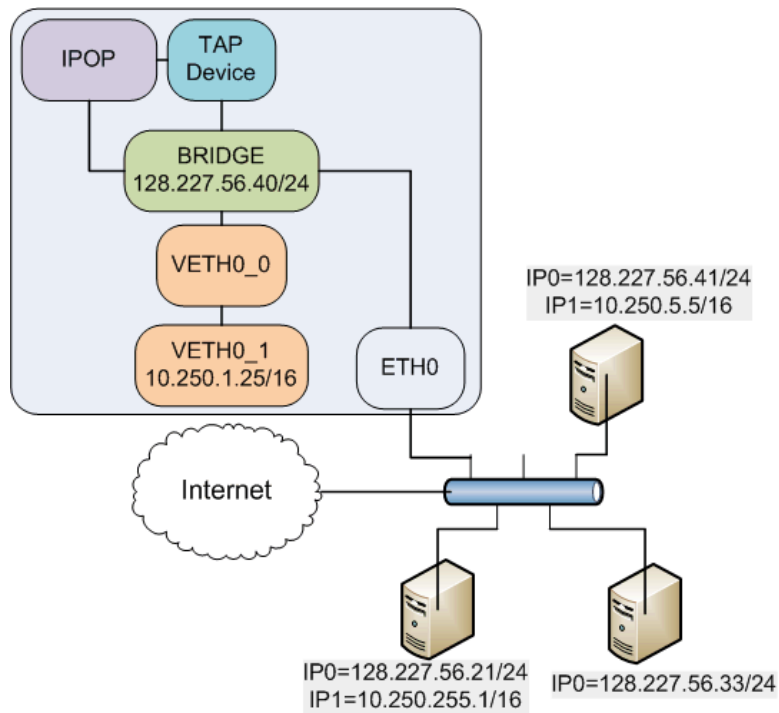 IPOP
TAP
Device
BRIDGE
128.227.56.40/24
VETH0_0
VETH0_1
10.250.1.25/16
ETH0
IP0=128.227.56.41/24
IP1=10.250.5.5/16
Internet
IP0=128.227.56.21/24
IP1=10.250.255.1/16
IP0=128.227.56.33/24